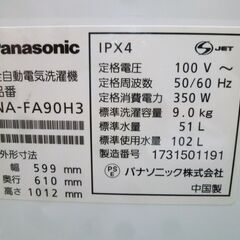 Panasonic
全自動電気洗濯機
品番
NA-FA90H3
外形寸法
幅 599 mm
奥行 610 mm
高さ 1012 mm
IPX4
S JET
定格電圧 100 V~
定格周波数 50/60 Hz
定格消費電力 350 W
標準洗濯容量 9.0 kg
標準水量 51 L
標準使用水量 102 L
製造番号 1731501191
PS E
パナソニック株式会社
中国製